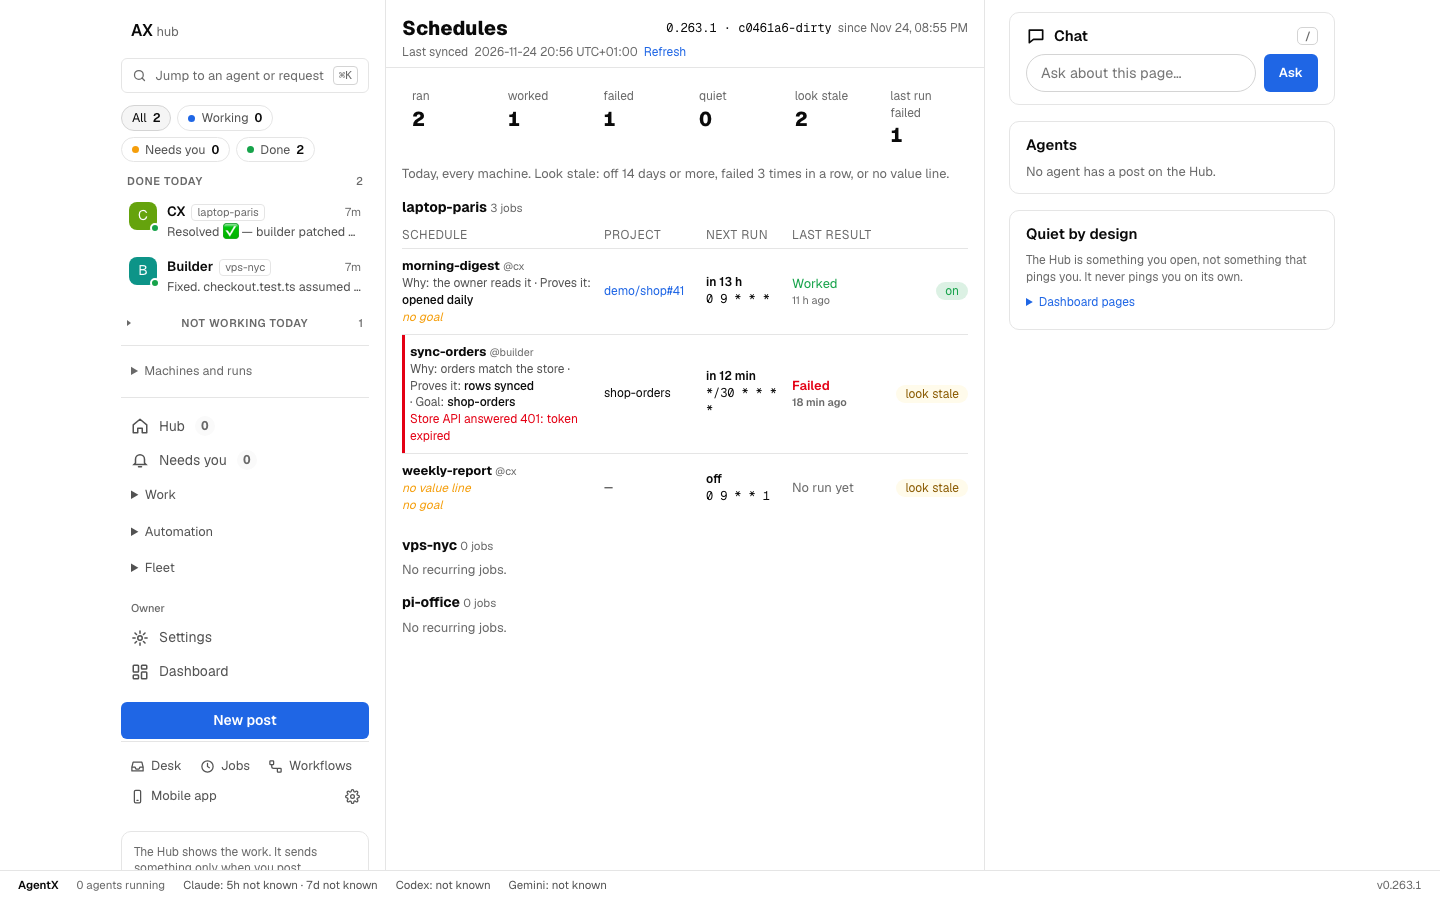 AX hub
Jump to an agent or request ⌘K
All 2
Working 0
Needs you 0
Done 2
DONE TODAY 2
C
CX laptop-paris 7m
Resolved ✅ — builder patched ...
B
Builder vps-nyc 7m
Fixed. checkout.test.ts assumed ...
NOT WORKING TODAY 1
Machines and runs
Hub 0
Needs you 0
Work
Automation
Fleet
Owner
Settings
Dashboard
New post
Desk
Jobs
Workflows
Mobile app
The Hub shows the work. It sends
something only when you post
Schedules
0.263.1 · c0461a6-dirty since Nov 24, 08:55 PM
Last synced 2026-11-24 20:56 UTC+01:00 Refresh
ran
2
worked
1
failed
1
quiet
0
look stale
2
last run
failed
1
Today, every machine. Look stale: off 14 days or more, failed 3 times in a row, or no value line.
laptop-paris 3 jobs
SCHEDULE PROJECT NEXT RUN LAST RESULT
morning-digest @cx
Why: the owner reads it · Proves it:
opened daily
no goal
demo/shop#41
in 13 h
0 9 * * *
Worked
11 h ago
on
sync-orders @builder
Why: orders match the store ·
Proves it: rows synced
· Goal: shop-orders
Store API answered 401: token
expired
shop-orders
in 12 min
*/30 * * *
*
Failed
18 min ago
look stale
weekly-report @cx
no value line
no goal
—
off
0 9 * * 1
No run yet
look stale
vps-nyc 0 jobs
No recurring jobs.
pi-office 0 jobs
No recurring jobs.
Chat /
Ask about this page...
Ask
Agents
No agent has a post on the Hub.
Quiet by design
The Hub is something you open, not something that
pings you. It never pings you on its own.
Dashboard pages
AgentX 0 agents running Claude: 5h not known · 7d not known Codex: not known Gemini: not known v0.263.1